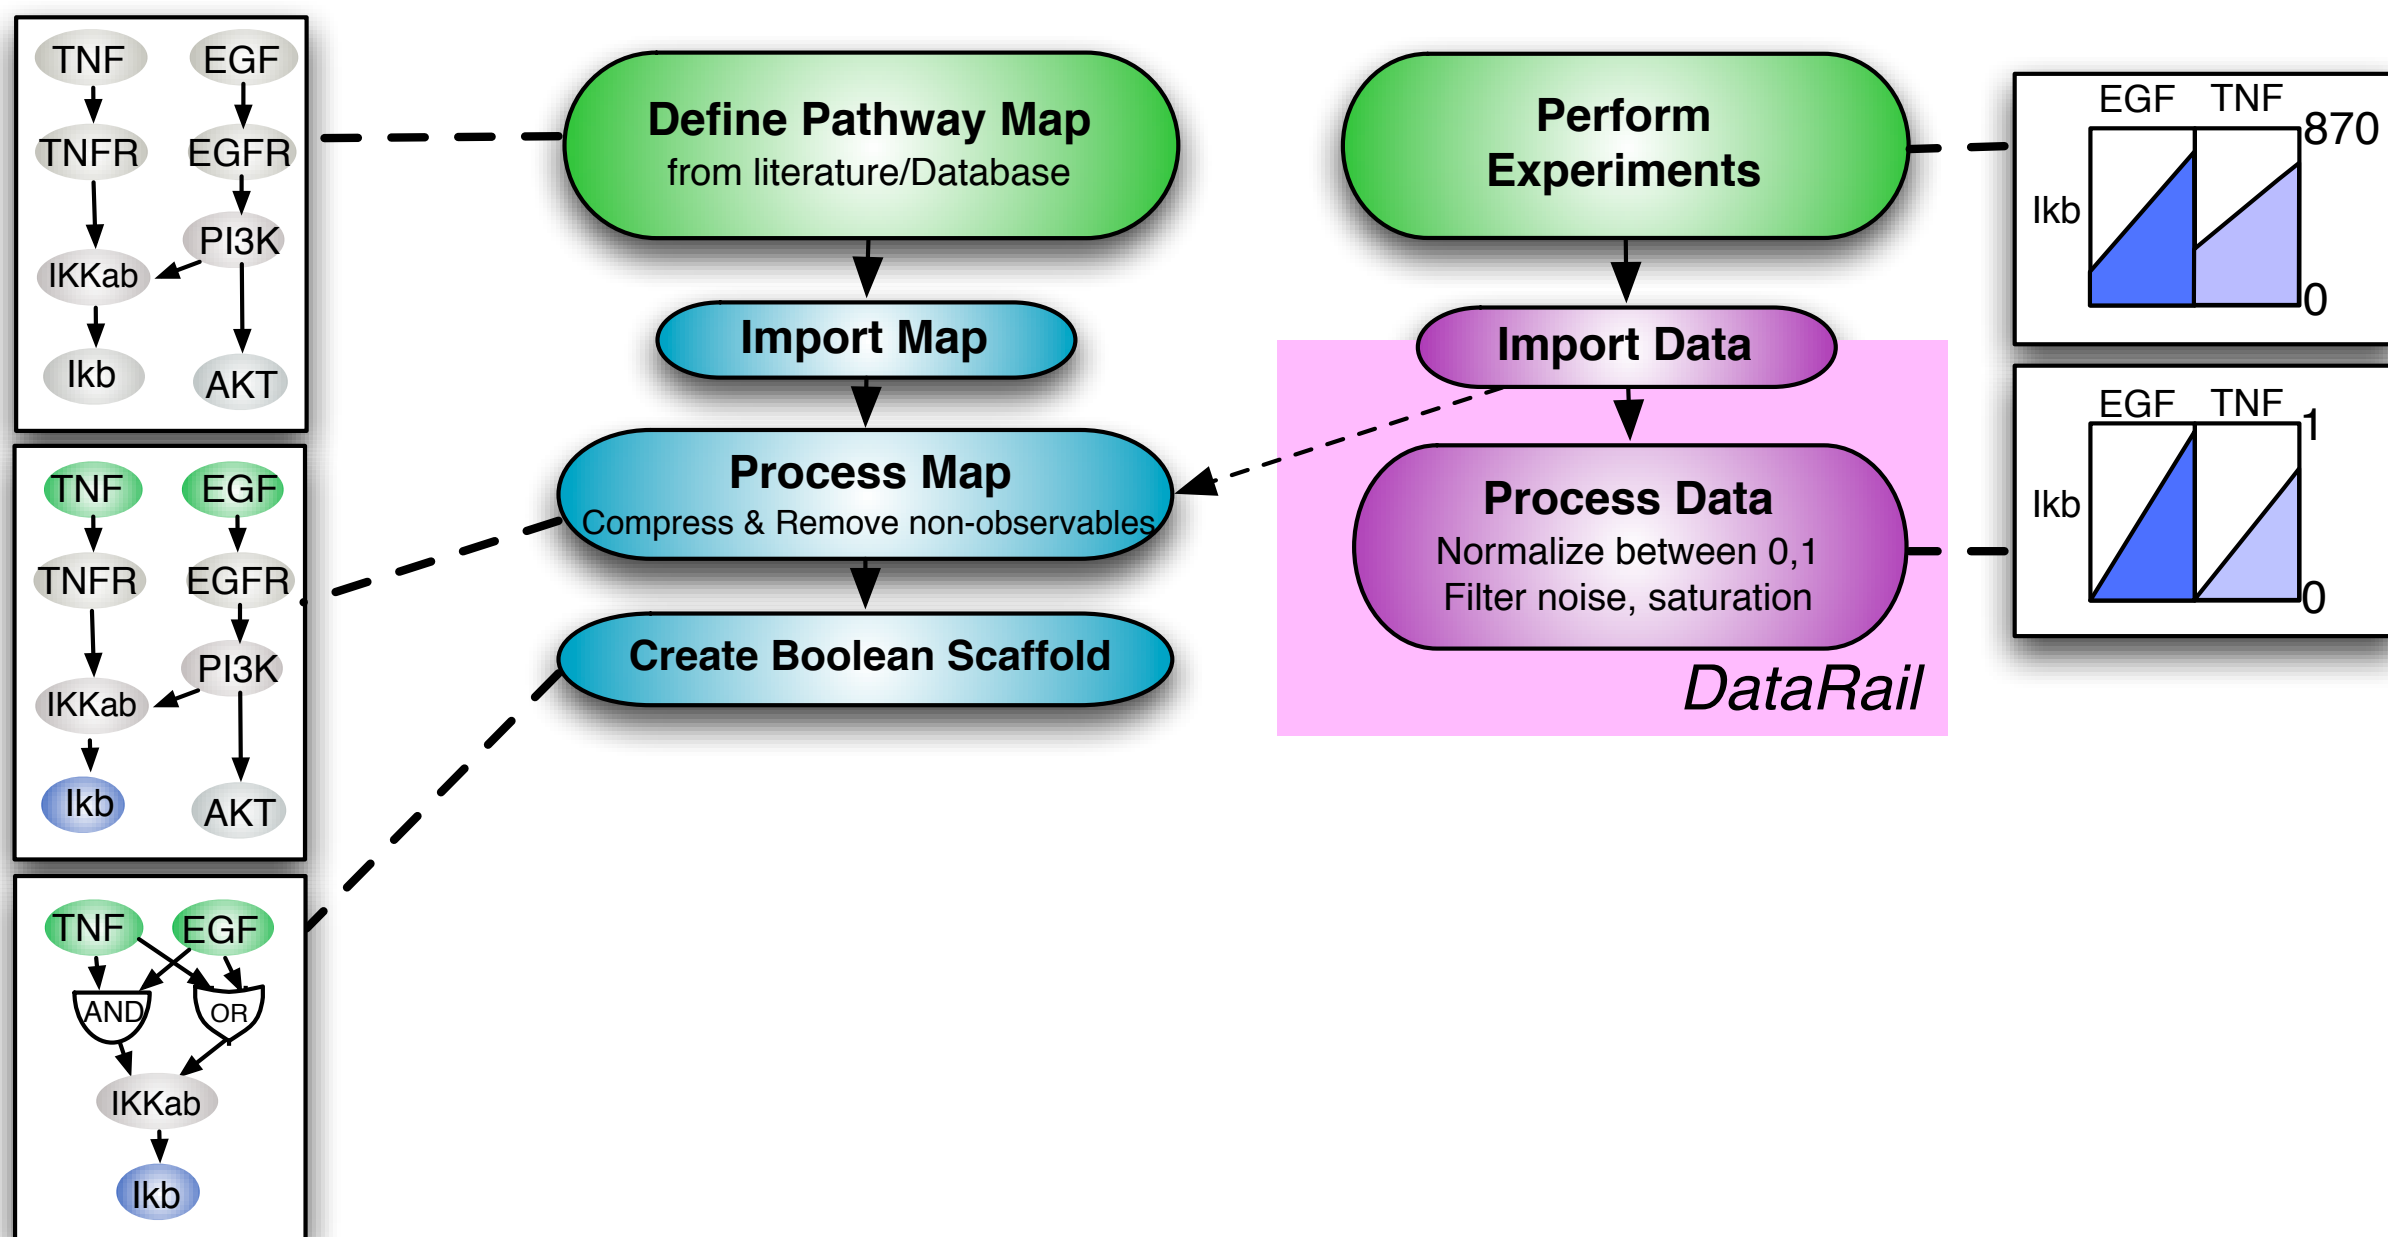 TNF EGF
TNFR EGFR
PI3K
IKKab
Ikb AKT
TNF EGF
TNFR EGFR
PI3K
IKKab
Ikb AKT
TNF EGF
AND OR
IKKab
Ikb
Define Pathway Map
from literature/Database
Import Map
Process Map
Compress & Remove non-observables
Create Boolean Scaffold
Perform
Experiments
Import Data
Process Data
Normalize between 0,1
Filter noise, saturation
DataRail
EGF TNF
870
Ikb
0
EGF TNF
1
Ikb
0